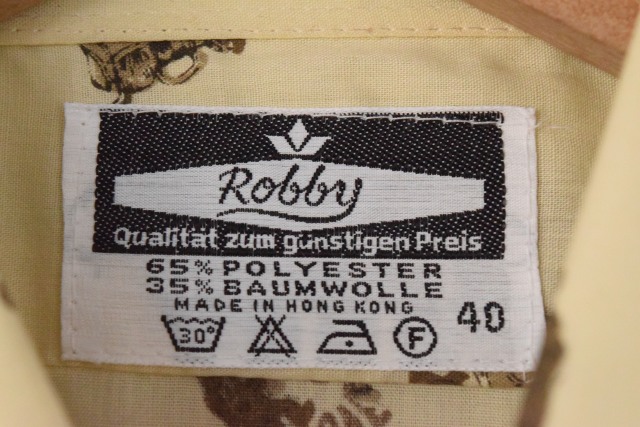 Robby
Qualität zum günstigen Preis
65% POLYESTER
35% BAUMWOLLE
MADE IN HONG KONG
30° F 40